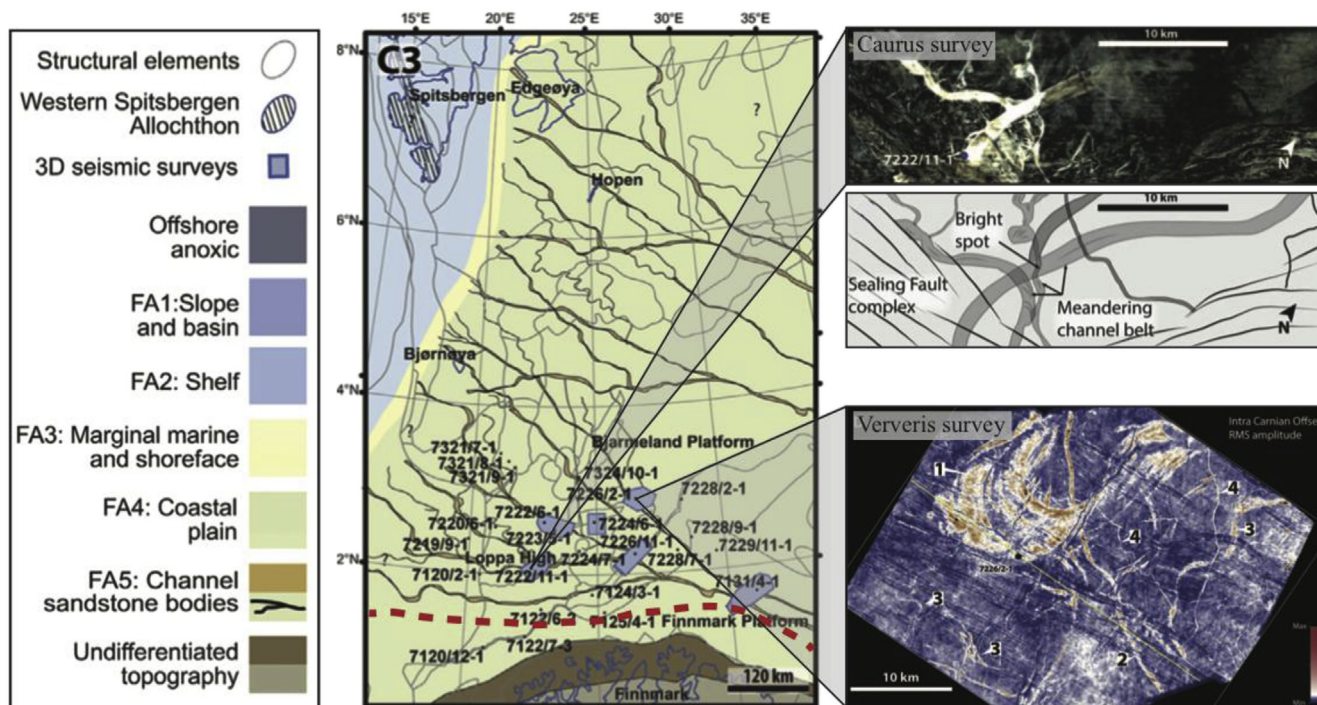 Structural elements
Western Spitsbergen
Allochthon
3D seismic surveys
Offshore
anoxic
FA1:Slope
and basin
FA2: Shelf
FA3: Marginal marine
and shoreface
FA4: Coastal
plain
FA5: Channel
sandstone bodies
Undifferentiated
topography
15°E 20°E 25°E 30°E 35°E
8°N
6°N
4°N
2°N
C3
Spitsbergen
Edgeøya
?
Hopen
Bjørnøya
?
Bjarmeland Platform
7321/7-1
7321/8-1
7321/9-1
7324/10-1
7226/2-1
7228/2-1
7222/6-1
7220/6-1
7224/6-1
7228/9-1
7223/5-1
7226/11-1
7219/9-1
7229/11-1
Loppa High
7224/7-1
7228/7-1
7120/2-1
7222/11-1
7131/4-1
7124/3-1
7122/6-2
7125/4-1
Finnmark Platform
7122/7-3
7120/12-1
Finnmark
120 km
Caurus survey
10 km
7222/11-1
N
10 km
Bright
spot
Sealing Fault
complex
Meandering
channel belt
N
Ververis survey
Intra Carnian Offset
RMS amplitude
1
4
3
4
7226/2-1
3
3
2
10 km
Max
Min